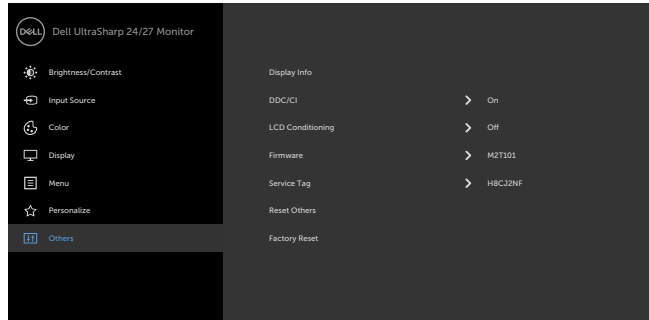 DELL Dell UltraSharp 24/27 Monitor
Brightness/Contrast Display Info
Input Source DDC/CI On
Color LCD Conditioning Off
Display Firmware M2T101
Menu Service Tag H8CJ2NF
Personalize Reset Others
Others Factory Reset